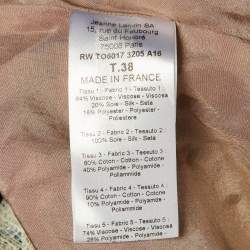 Jeanne Lanvin SA
15, rue du Faubourg
Saint Honoré
75008 Paris
RW TO6017 3205 A16
T.38
MADE IN FRANCE
Tissu 1 - Fabric 1 - Tessuto 1 :
64% Viscose - Viscose - Viscosa
20% Soie - Silk - Seta
16% Polyester - Polyester -
Poliestere
Tissu 2 - Fabric 2 - Tessuto 2 :
100% Soie - Silk - Seta
Tissu 3 - Fabric 3 - Tessuto 3 :
60% Coton - Cotton - Cotone
40% Polyamide - Polyamide -
Poliammide
Tissu 4 - Fabric 4 - Tessuto 4 :
90% Coton - Cotton - Cotone
10% Polyamide - Polyamide -
Poliammide
Tissu 5 - Fabric 5 - Tessuto 5 :
74% Viscose - Viscose -
26% Polyamide - Polyamide